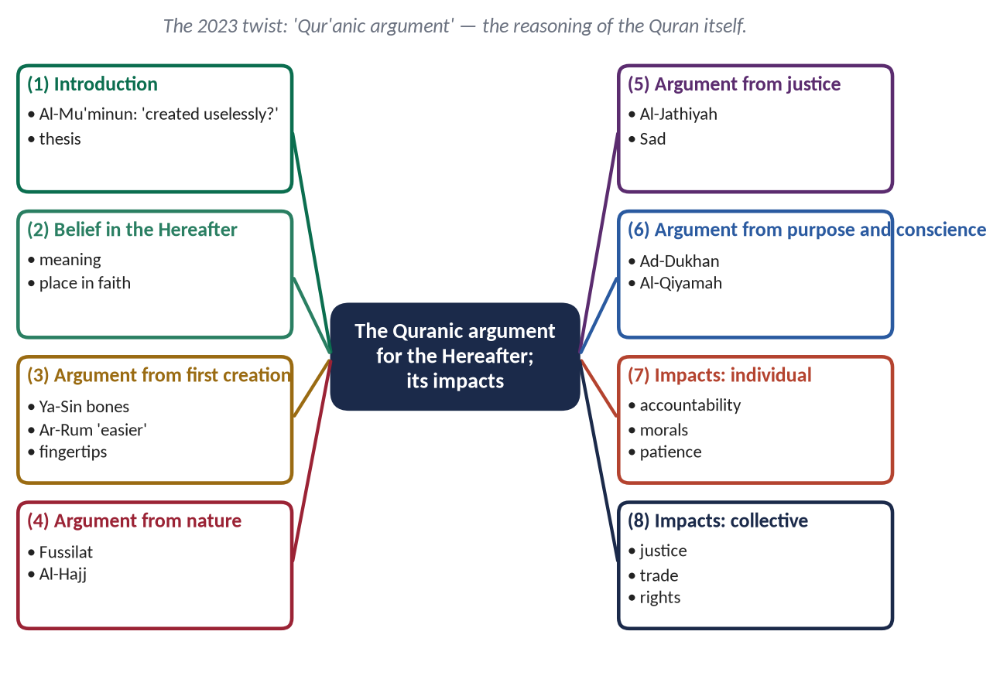 The 2023 twist: 'Qur'anic argument' — the reasoning of the Quran itself.
(1) Introduction
• Al-Mu'minun: 'created uselessly?'
• thesis
(2) Belief in the Hereafter
• meaning
• place in faith
(3) Argument from first creation
• Ya-Sin bones
• Ar-Rum 'easier'
• fingertips
(4) Argument from nature
• Fussilat
• Al-Hajj
The Quranic argument
for the Hereafter;
its impacts
(5) Argument from justice
• Al-Jathiyah
• Sad
(6) Argument from purpose and conscience
• Ad-Dukhan
• Al-Qiyamah
(7) Impacts: individual
• accountability
• morals
• patience
(8) Impacts: collective
• justice
• trade
• rights